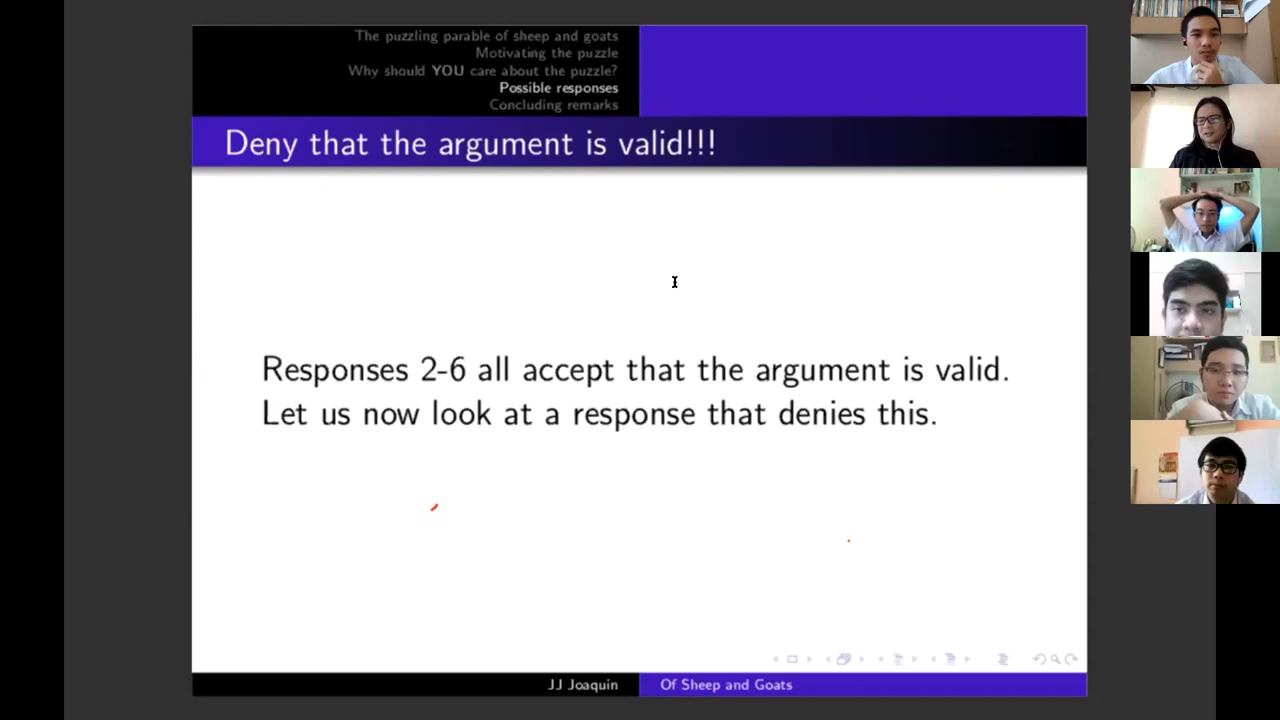 The puzzling parable of sheep and goats
Motivating the puzzle
Why should YOU care about the puzzle?
Possible responses
Concluding remarks
Deny that the argument is valid!!!
Responses 2-6 all accept that the argument is valid.
Let us now look at a response that denies this.
JJ Joaquin
Of Sheep and Goats